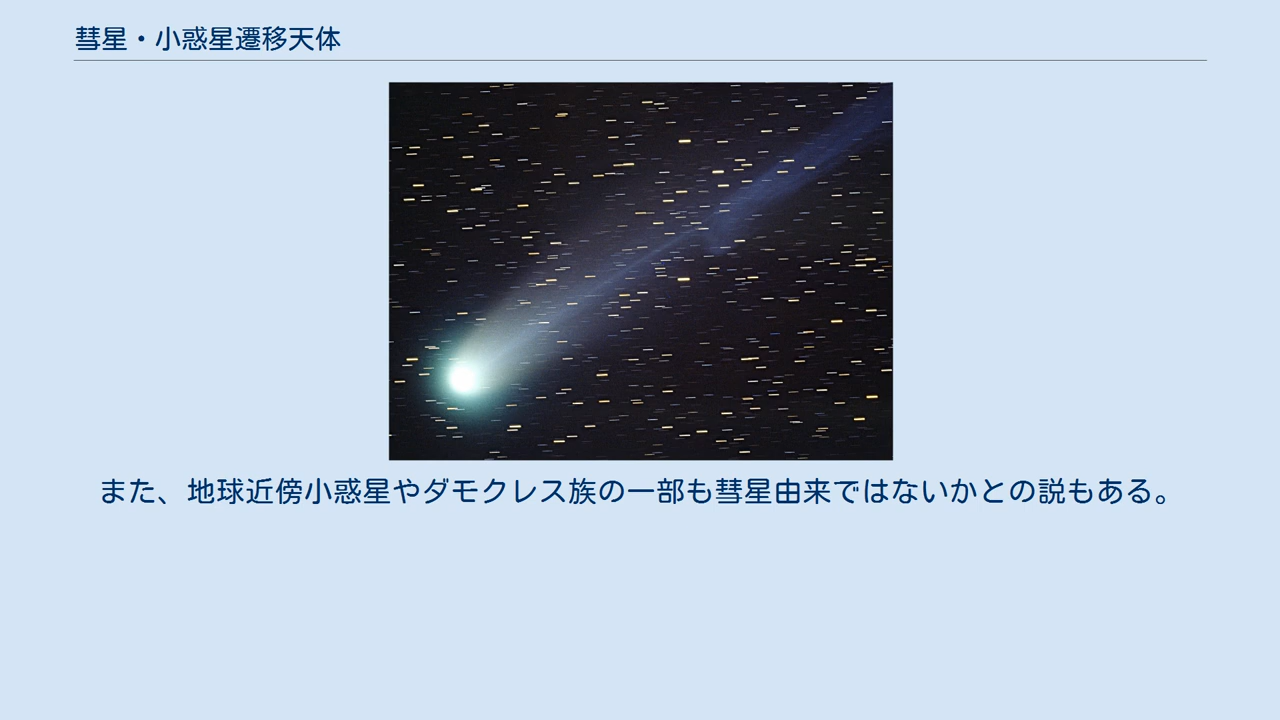 彗星・小惑星遷移天体
また、地球近傍小惑星やダモクレス族の一部も彗星由来ではないかとの説もある。